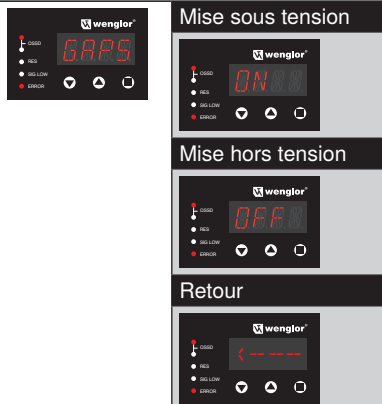 wenglor®
OSSD
GAPS
RES
SIG LOW
ERROR
Mise sous tension
wenglor®
OSSD
ON
RES
SIG LOW
ERROR
Mise hors tension
wenglor®
OSSD
OFF
RES
SIG LOW
ERROR
Retour
wenglor®
OSSD
<-----
RES
SIG LOW
ERROR